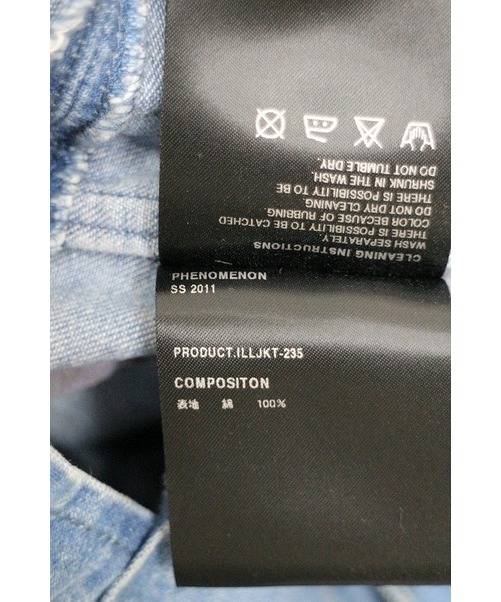 CLEANING INSTRUCTIONS
WASH SEPARATELY.
THERE IS POSSIBILITY TO BE CATCHED
COLOR BECAUSE OF RUBBING
DO NOT DRY CLEANING.
THERE IS POSSIBILITY TO BE
SHRUNK IN THE WASH.
DO NOT TUMBLE DRY.
PHENOMENON
SS 2011
PRODUCT.ILLJKT-235
COMPOSITON
表地 綿 100%